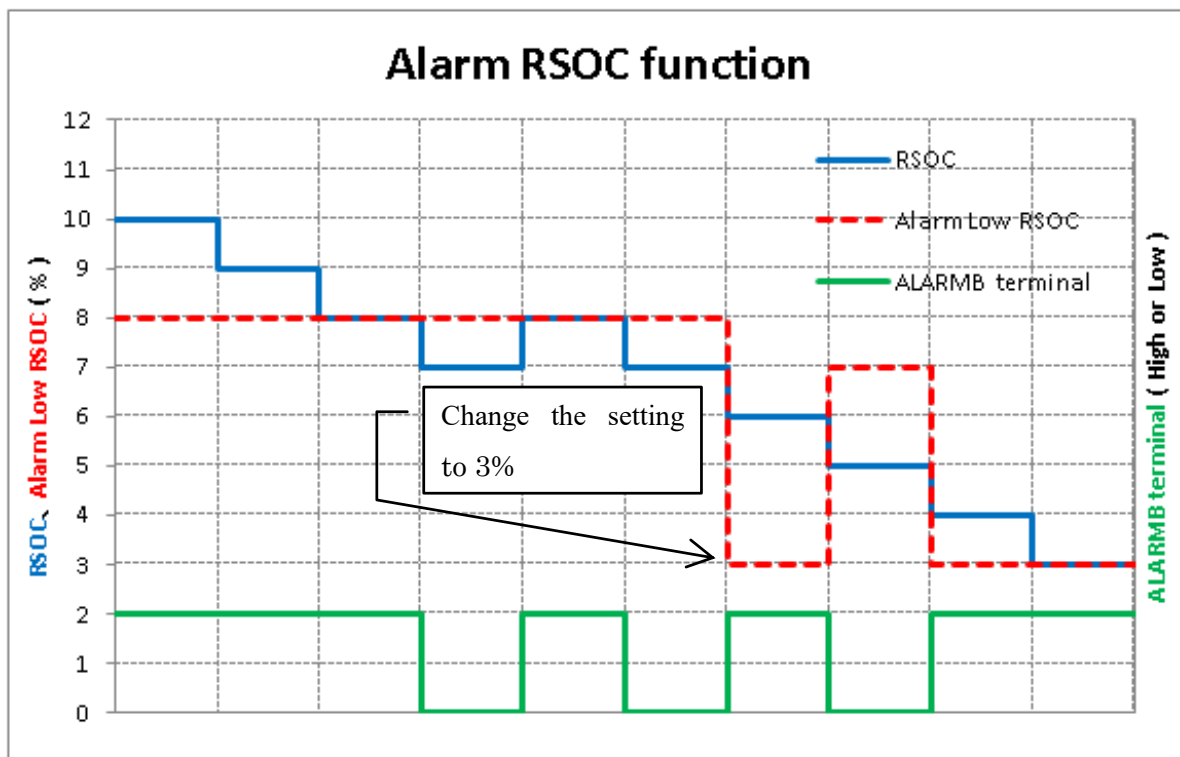 Alarm RSOC function
12
11
10
9
8
7
6
5
4
3
2
1
0
RSOC、Alarm Low RSOC ( % )
RSOC
Alarm Low RSOC
ALARMB terminal
Change the setting
to 3%
ALARMB terminal ( High or Low )